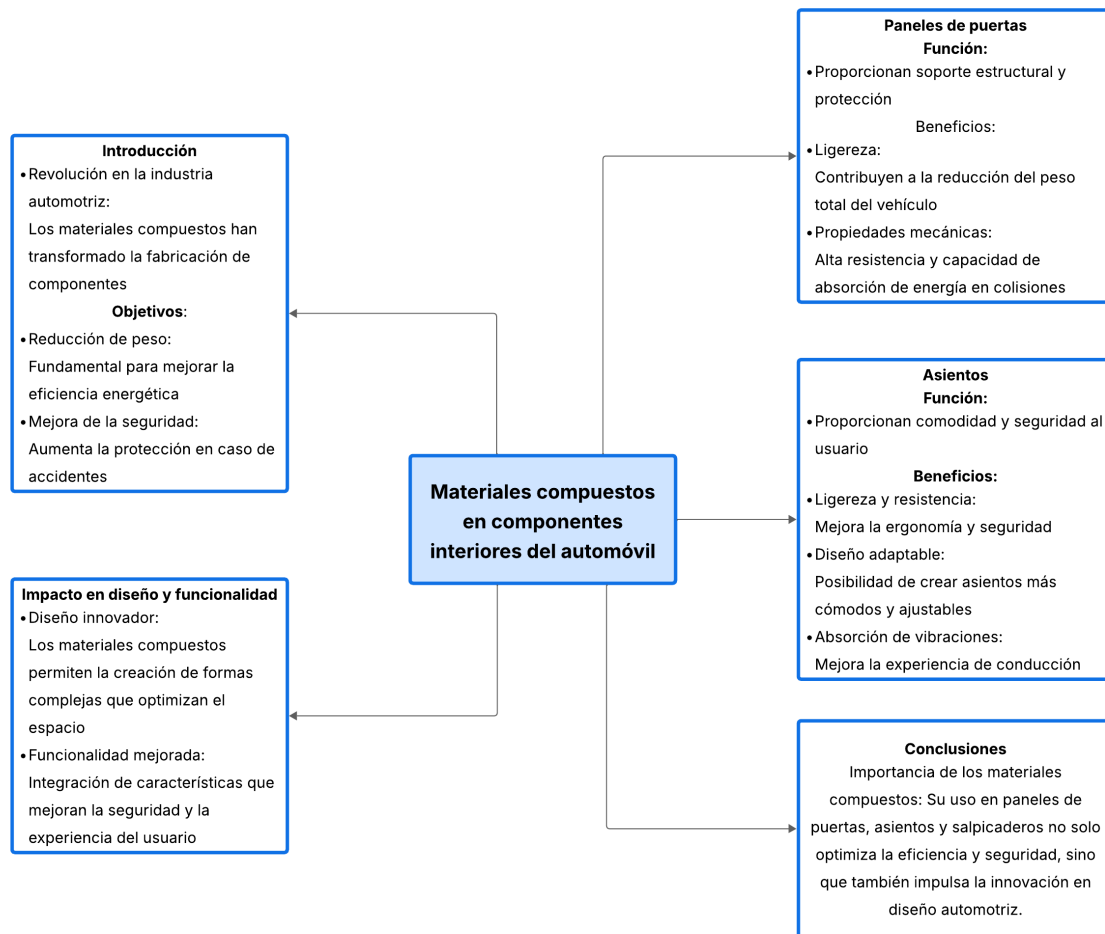 Introducción
•Revolución en la industria
automotriz:
Los materiales compuestos han
transformado la fabricación de
componentes
Objetivos:
•Reducción de peso:
Fundamental para mejorar la
eficiencia energética
•Mejora de la seguridad:
Aumenta la protección en caso de
accidentes
Impacto en diseño y funcionalidad
•Diseño innovador:
Los materiales compuestos
permiten la creación de formas
complejas que optimizan el
espacio
•Funcionalidad mejorada:
Integración de características que
mejoran la seguridad y la
experiencia del usuario
Materiales compuestos
en componentes
interiores del automóvil
Paneles de puertas
Función:
•Proporcionan soporte estructural y
protección
Beneficios:
•Ligereza:
Contribuyen a la reducción del peso
total del vehículo
•Propiedades mecánicas:
Alta resistencia y capacidad de
absorción de energía en colisiones
Asientos
Función:
•Proporcionan comodidad y seguridad al
usuario
Beneficios:
•Ligereza y resistencia:
Mejora la ergonomía y seguridad
•Diseño adaptable:
Posibilidad de crear asientos más
cómodos y ajustables
•Absorción de vibraciones:
Mejora la experiencia de conducción
Conclusiones
Importancia de los materiales
compuestos: Su uso en paneles de
puertas, asientos y salpicaderos no solo
optimiza la eficiencia y seguridad, sino
que también impulsa la innovación en
diseño automotriz.